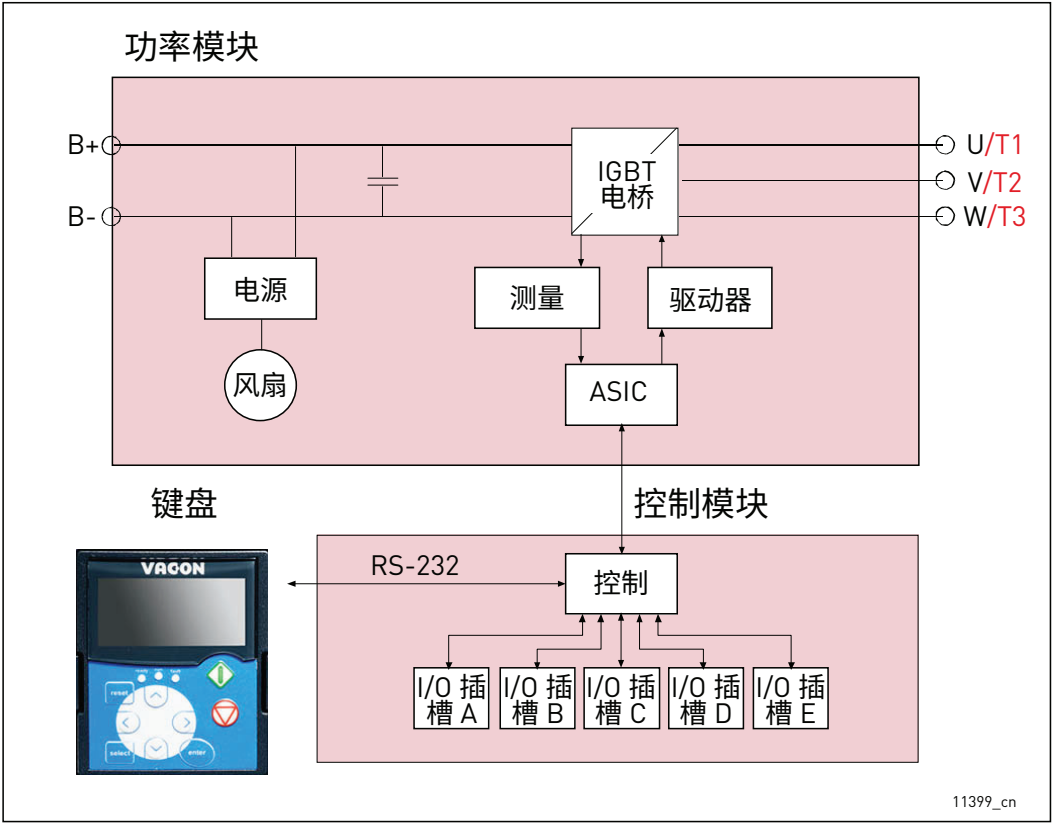 功率模块
B+
U/T1
IGBT
电桥
V/T2
B-
W/T3
电源
测量
驱动器
风扇
ASIC
键盘
控制模块
VACON
RS-232
控制
reset
select
enter
I/O 插
槽 A
I/O 插
槽 B
I/O 插
槽 C
I/O 插
槽 D
I/O 插
槽 E
11399_cn